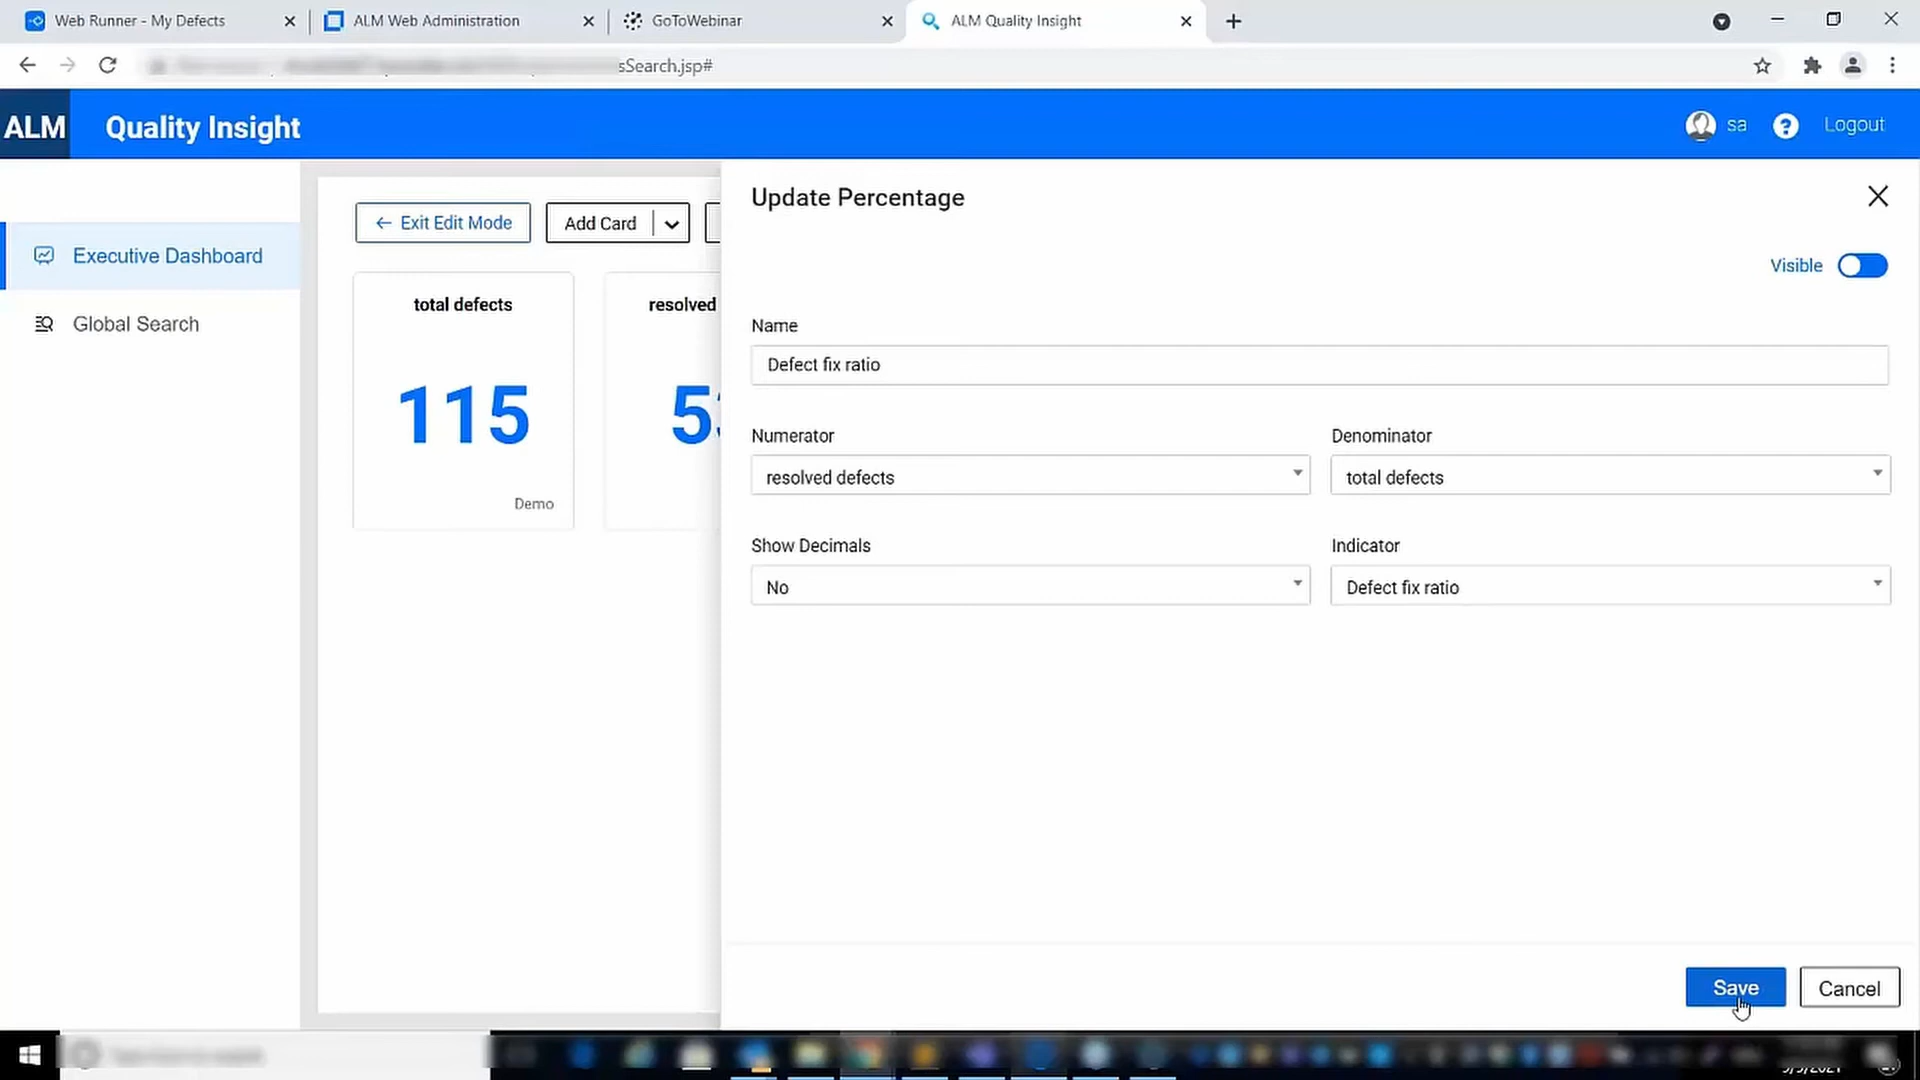 Web Runner - My Defects
ALM Web Administration
GoToWebinar
ALM Quality Insight
sSearch.jsp#
ALM
Quality Insight
sa
?
Logout
Executive Dashboard
Global Search
← Exit Edit Mode
Add Card
total defects
115
Demo
resolved
Update Percentage
Visible
Name
Defect fix ratio
Numerator
Denominator
resolved defects
total defects
Show Decimals
Indicator
No
Defect fix ratio
Save
Cancel